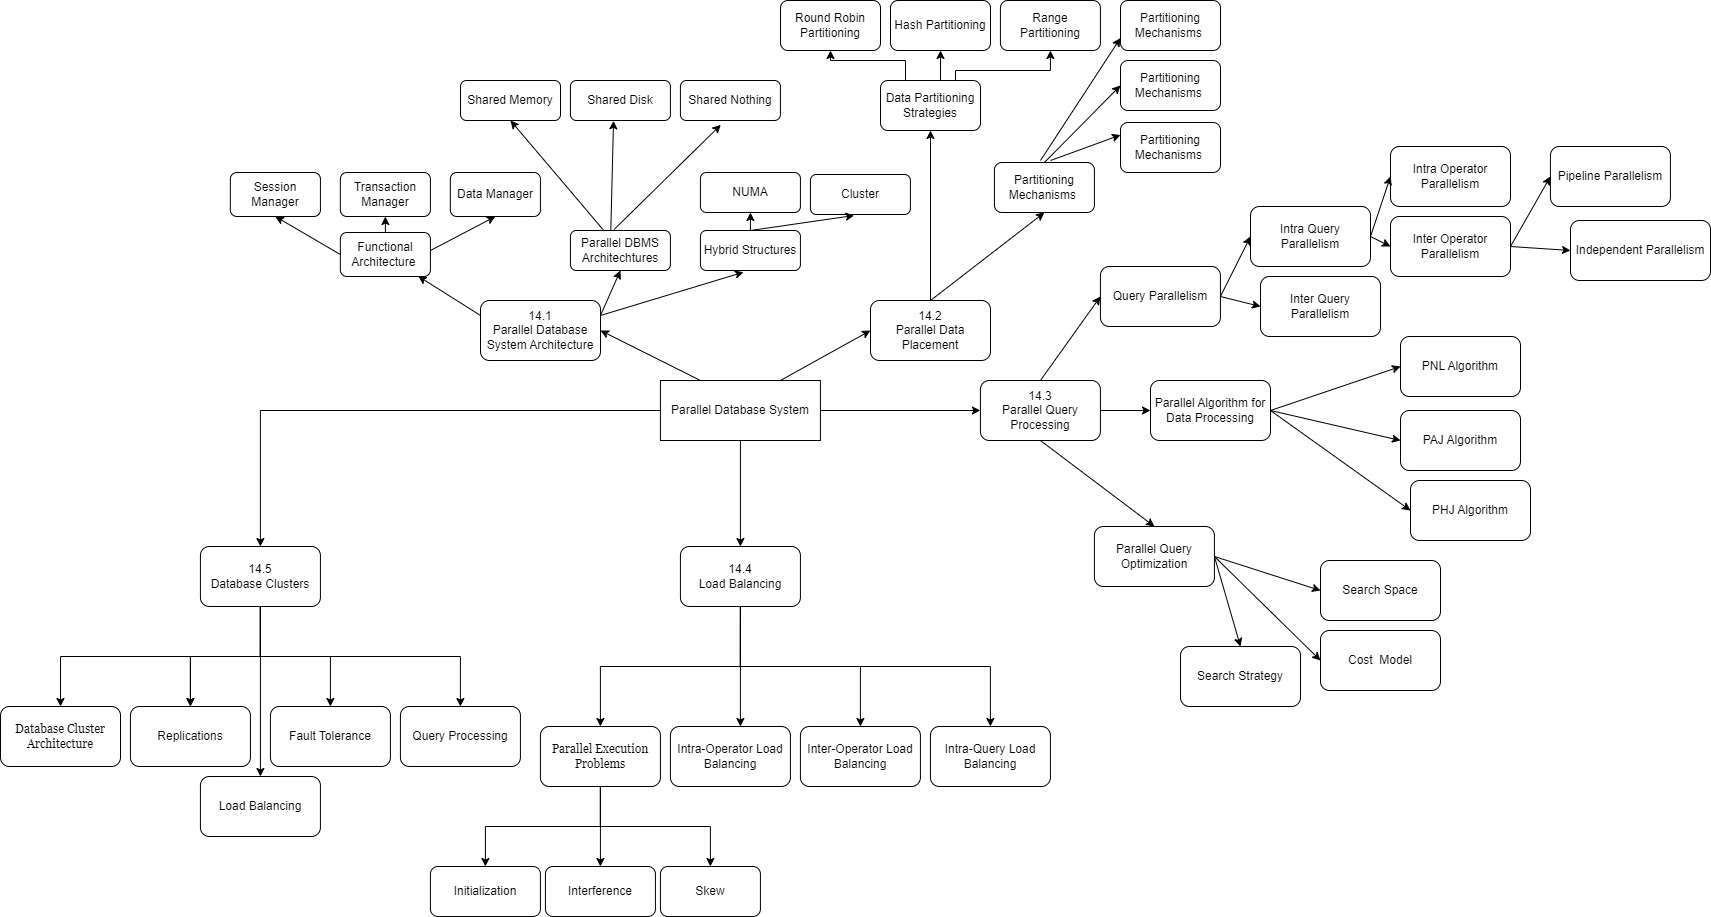 Round Robin
Partitioning
Hash Partitioning
Range
Partitioning
Partitioning
Mechanisms
Shared Memory
Shared Disk
Shared Nothing
Data Partitioning
Strategies
Partitioning
Mechanisms
Partitioning
Mechanisms
Session
Manager
Transaction
Manager
Data Manager
NUMA
Cluster
Partitioning
Mechanisms
Intra Operator
Parallelism
Pipeline Parallelism
Functional
Architecture
Parallel DBMS
Architechtures
Hybrid Structures
Intra Query
Parallelism
Inter Operator
Parallelism
Independent Parallelism
14.1
Parallel Database
System Architecture
14.2
Parallel Data
Placement
Query Parallelism
Inter Query
Parallelism
Parallel Database System
14.3
Parallel Query
Processing
Parallel Algorithm for
Data Processing
PNL Algorithm
PAJ Algorithm
PHJ Algorithm
14.5
Database Clusters
14.4
Load Balancing
Parallel Query
Optimization
Search Space
Cost  Model
Search Strategy
Database Cluster
Architecture
Replications
Fault Tolerance
Query Processing
Load Balancing
Parallel Execution
Problems
Intra-Operator Load
Balancing
Inter-Operator Load
Balancing
Intra-Query Load
Balancing
Initialization
Interference
Skew